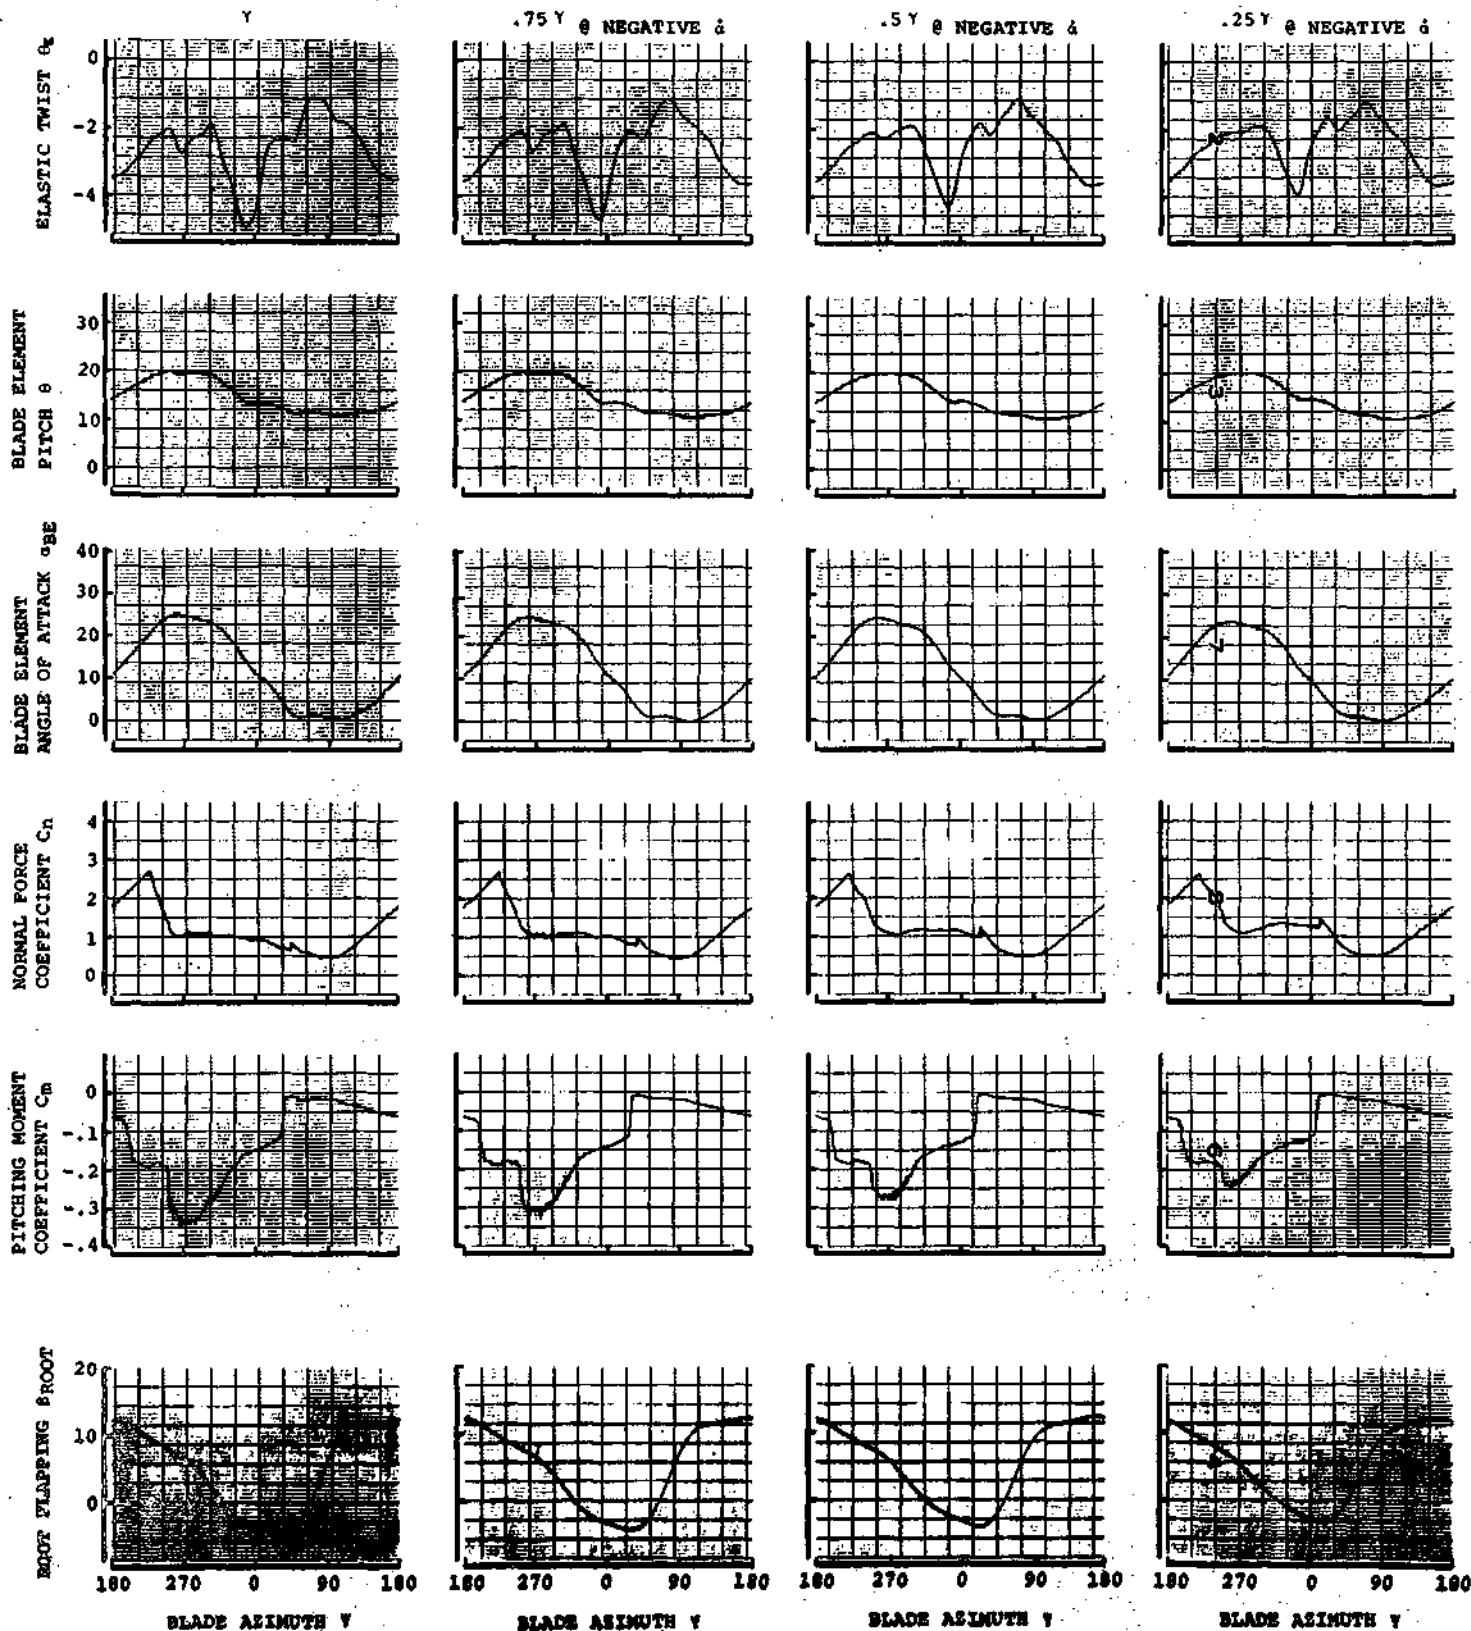 γ
.75 γ @ NEGATIVE α̇
.5 γ @ NEGATIVE α̇
.25 γ @ NEGATIVE α̇
ELASTIC TWIST θE
0
-2
-4
2
BLADE ELEMENT
PITCH θ
30
20
10
0
3
BLADE ELEMENT
ANGLE OF ATTACK αBE
40
30
20
10
0
7
NORMAL FORCE
COEFFICIENT Cn
4
3
2
1
0
PITCHING MOMENT
COEFFICIENT Cm
0
-.1
-.2
-.3
-.4
ROOT FLAPPING βROOT
20
10
0
180 270 0 90 180
180 270 0 90 180
180 270 0 90 180
180 270 0 90 180
BLADE AZIMUTH Ψ
BLADE AZIMUTH Ψ
BLADE AZIMUTH Ψ
BLADE AZIMUTH Ψ